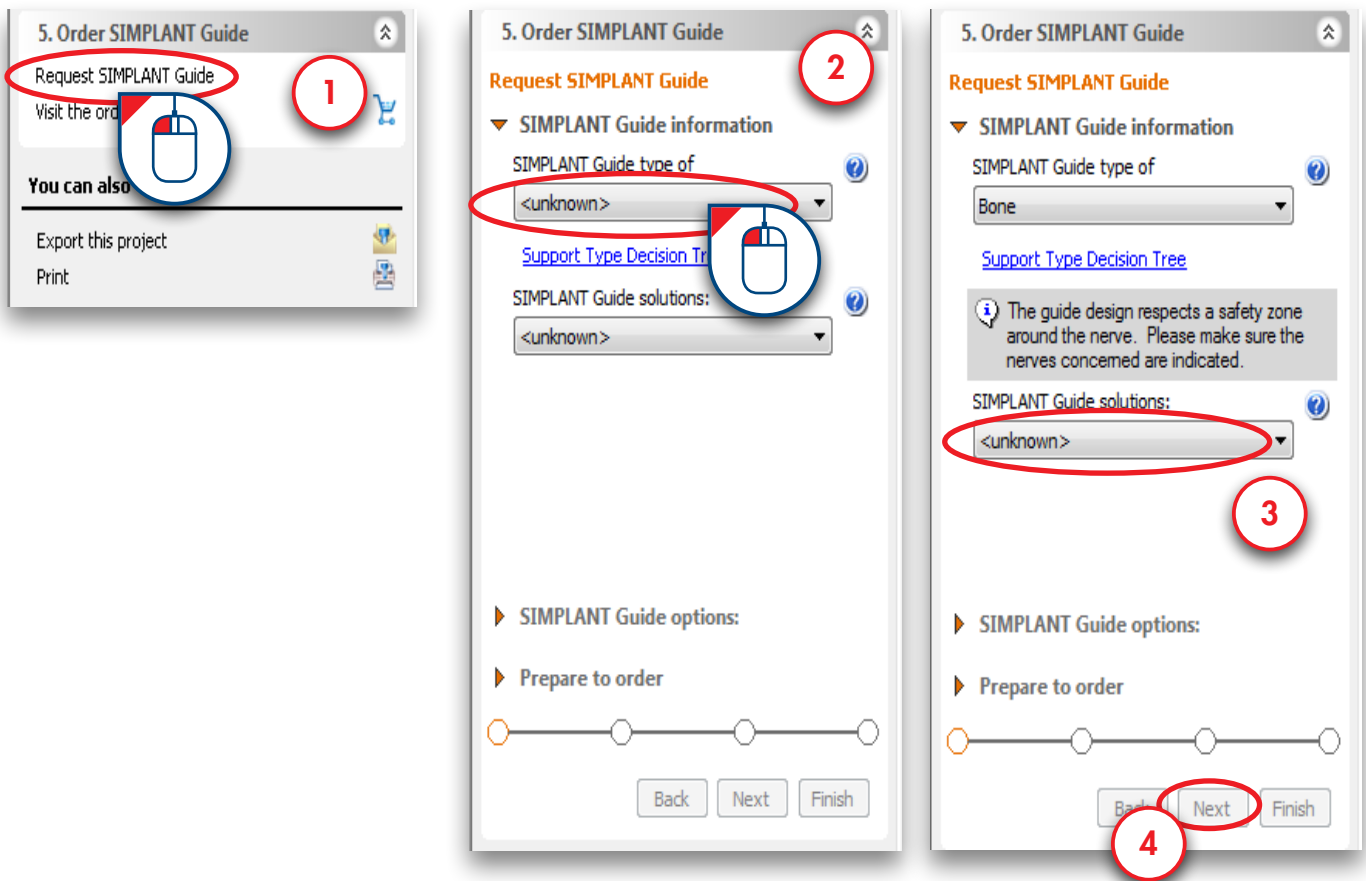 5. Order SIMPLANT Guide
Request SIMPLANT Guide
1
Visit the ord
You can also
Export this project
Print
5. Order SIMPLANT Guide
2
Request SIMPLANT Guide
SIMPLANT Guide information
SIMPLANT Guide type of
<unknown>
Support Type Decision Tr
SIMPLANT Guide solutions:
<unknown>
SIMPLANT Guide options:
Prepare to order
Back Next Finish
5. Order SIMPLANT Guide
Request SIMPLANT Guide
SIMPLANT Guide information
SIMPLANT Guide type of
Bone
Support Type Decision Tree
The guide design respects a safety zone
around the nerve. Please make sure the
nerves concerned are indicated.
SIMPLANT Guide solutions:
<unknown>
3
SIMPLANT Guide options:
Prepare to order
Back Next Finish
4